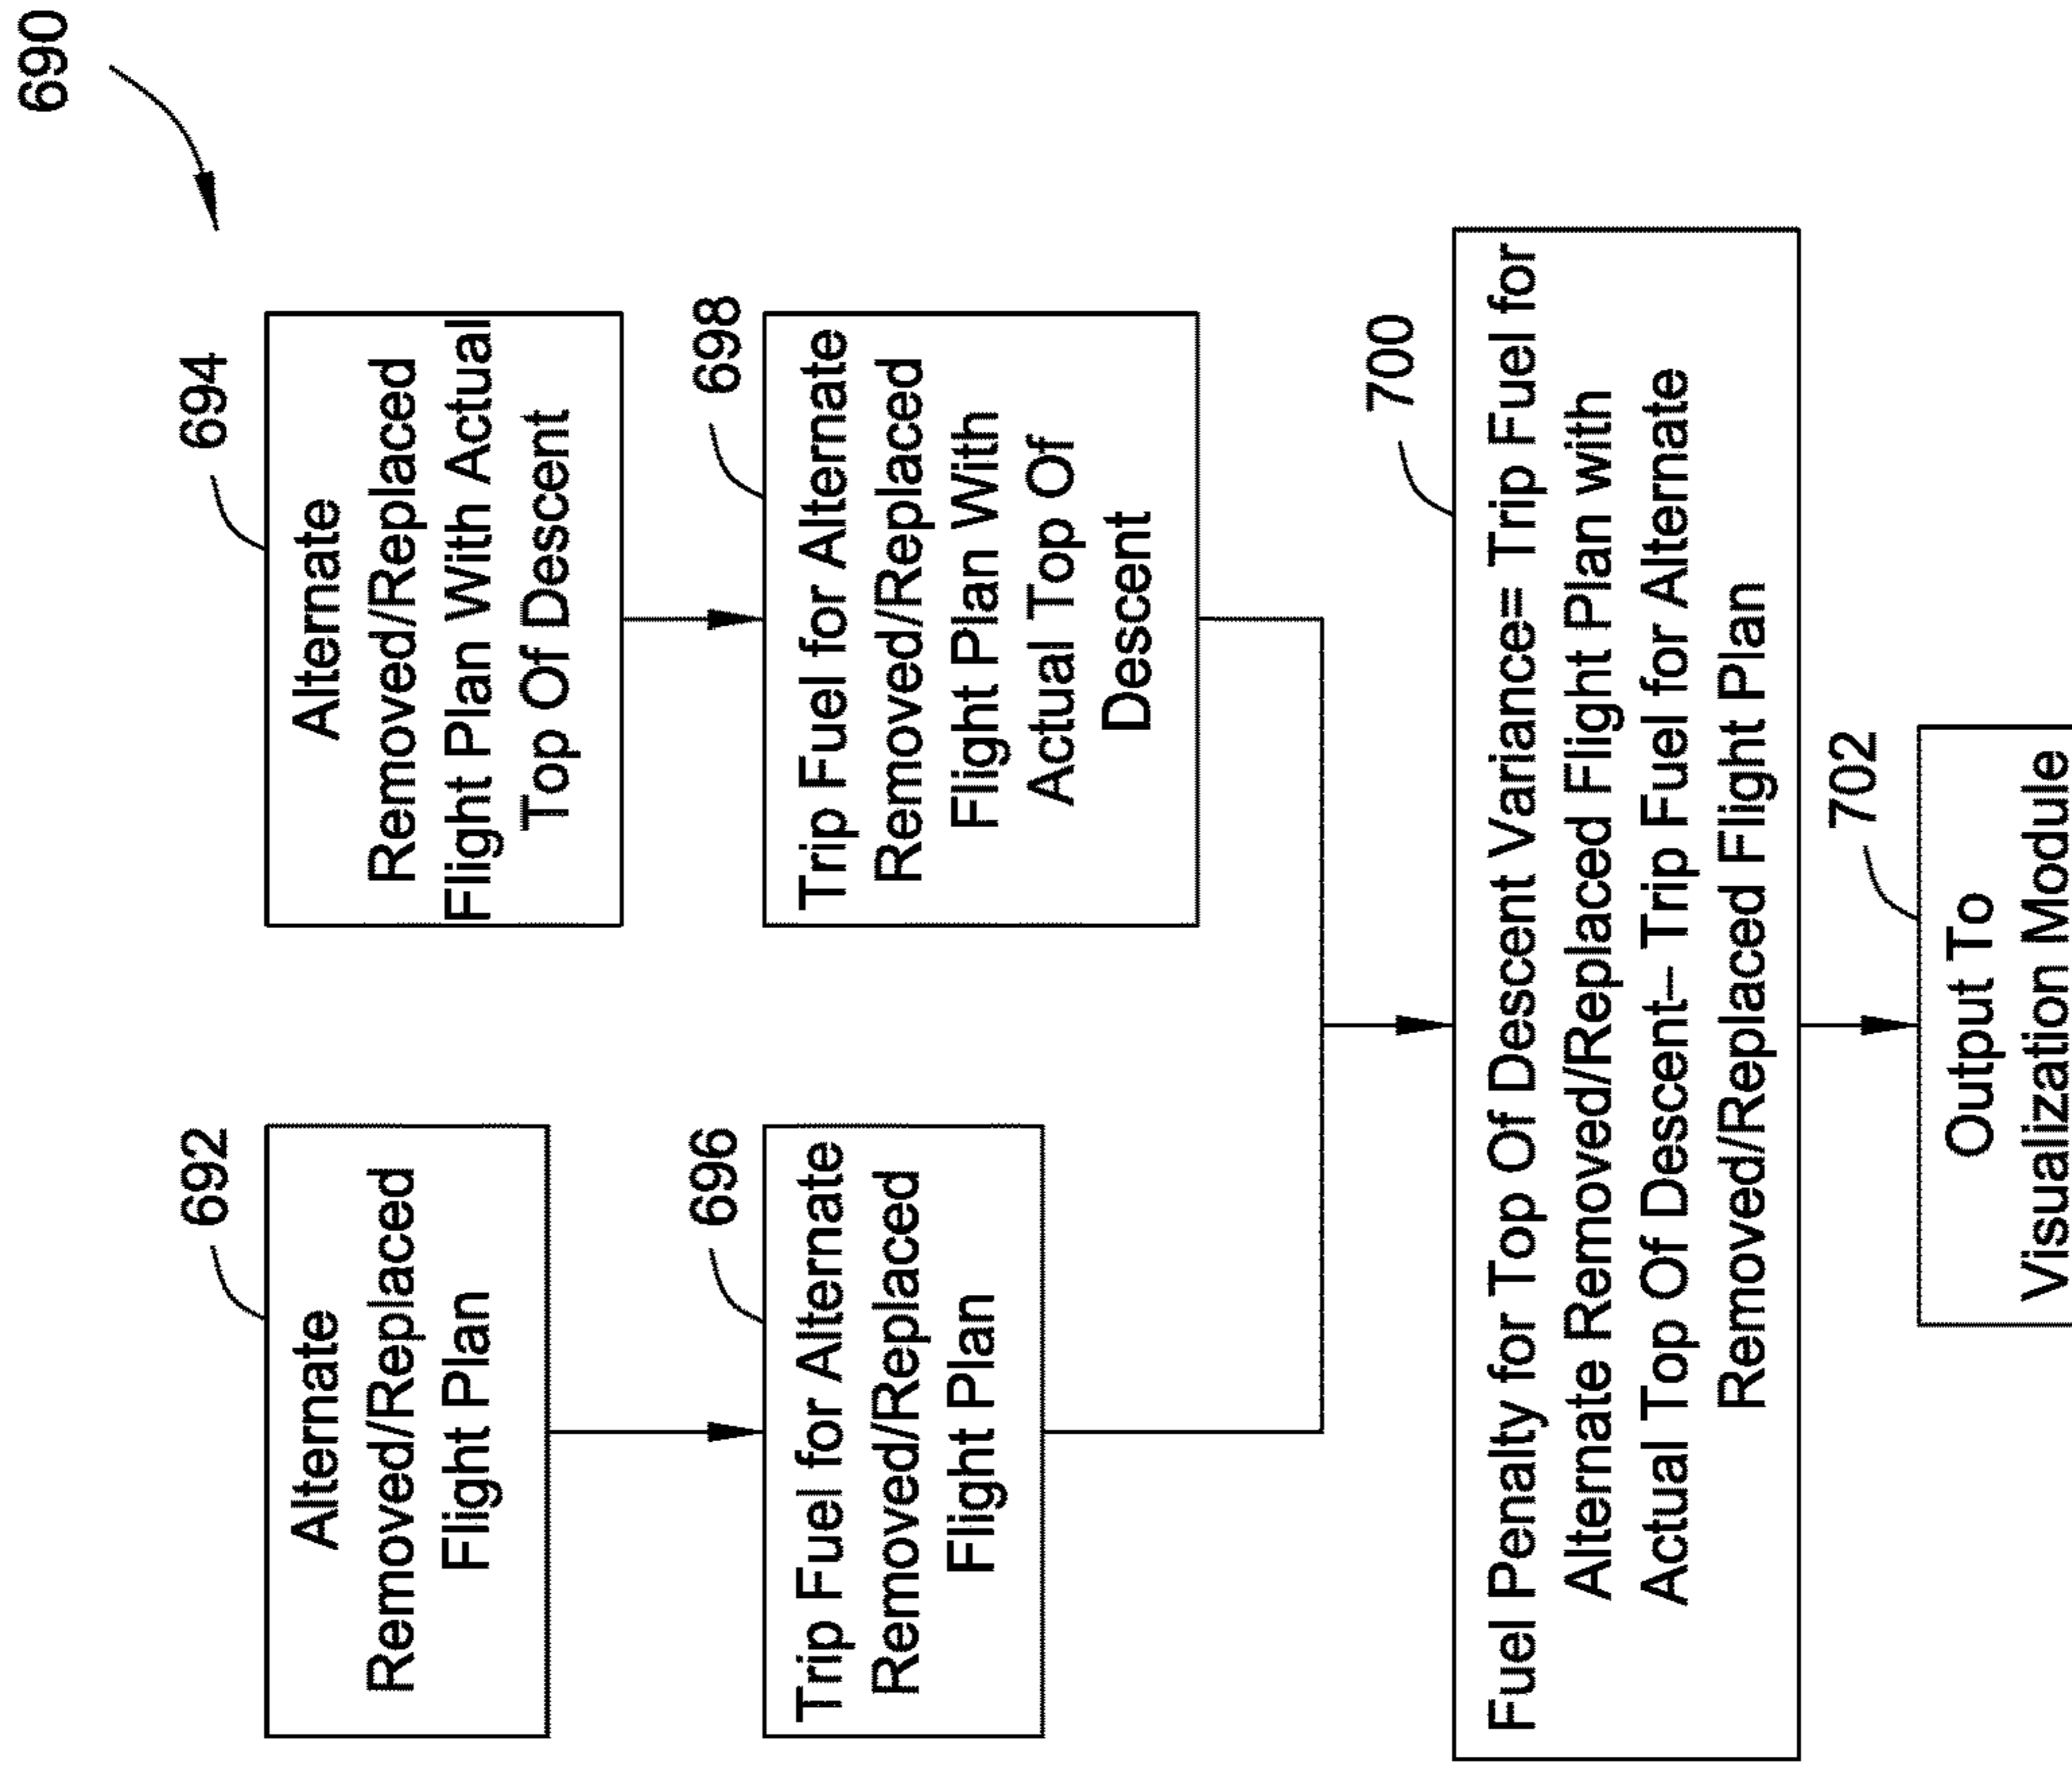 690
692
Alternate
Removed/Replaced
Flight Plan
694
Alternate
Removed/Replaced
Flight Plan With Actual
Top Of Descent
696
Trip Fuel for Alternate
Removed/Replaced
Flight Plan
698
Trip Fuel for Alternate
Removed/Replaced
Flight Plan With
Actual Top Of
Descent
700
Fuel Penalty for Top Of Descent Variance= Trip Fuel for
Alternate Removed/Replaced Flight Plan with
Actual Top Of Descent– Trip Fuel for Alternate
Removed/Replaced Flight Plan
702
Output To
Visualization Module